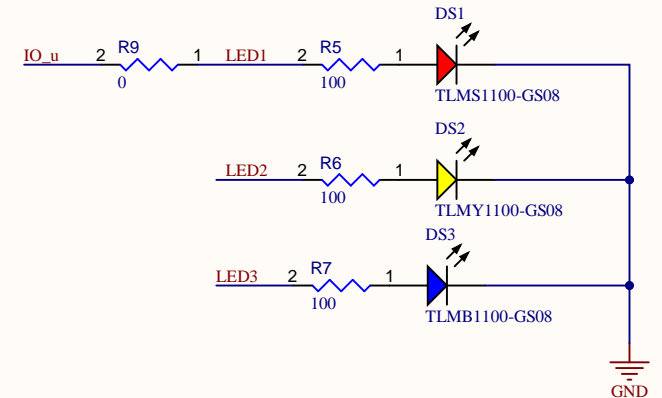 DS1
IO_u 2 R9 1 LED1 2 R5 1
0 100
TLMS1100-GS08
DS2
LED2 2 R6 1
100
TLMY1100-GS08
DS3
LED3 2 R7 1
100
TLMB1100-GS08
GND